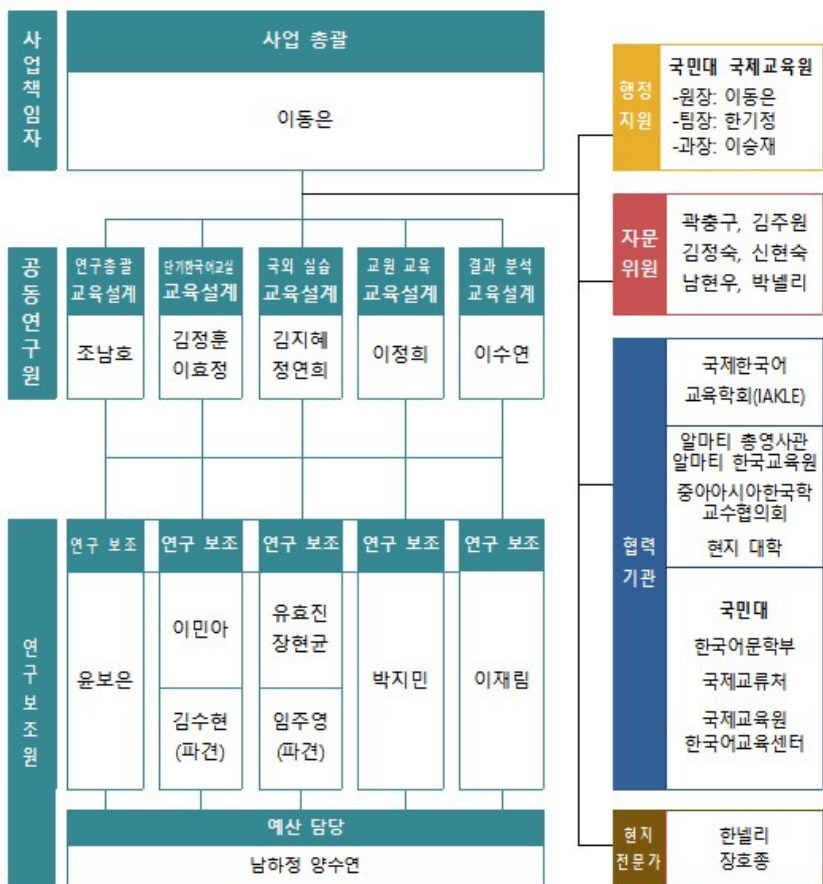 사업책임자
사업 총괄
이동은
행정
지원
국민대 국제교육원
-원장: 이동은
-팀장: 한기정
-과장: 이승재
자문
위원
곽충구, 김주원
김정숙, 신현숙
남현우, 박넬리
공동연구원
연구총괄
교육설계
조남호
단기한국어교실
교육설계
김정훈
이효정
국외 실습
교육설계
김지혜
정연희
교원 교육
교육설계
이정희
결과 분석
교육설계
이수연
협력
기관
국제한국어
교육학회(IAKLE)
알마티 총영사관
알마티 한국교육원
중아아시아한국학
교수협의회
현지 대학
국민대
한국어문학부
국제교류처
국제교육원
한국어교육센터
연구보조원
연구 보조
윤보은
연구 보조
이민아
김수현
(파견)
연구 보조
유효진
장현균
임주영
(파견)
연구 보조
박지민
연구 보조
이재림
예산 담당
남하정 양수연
현지
전문가
한넬리
장호종